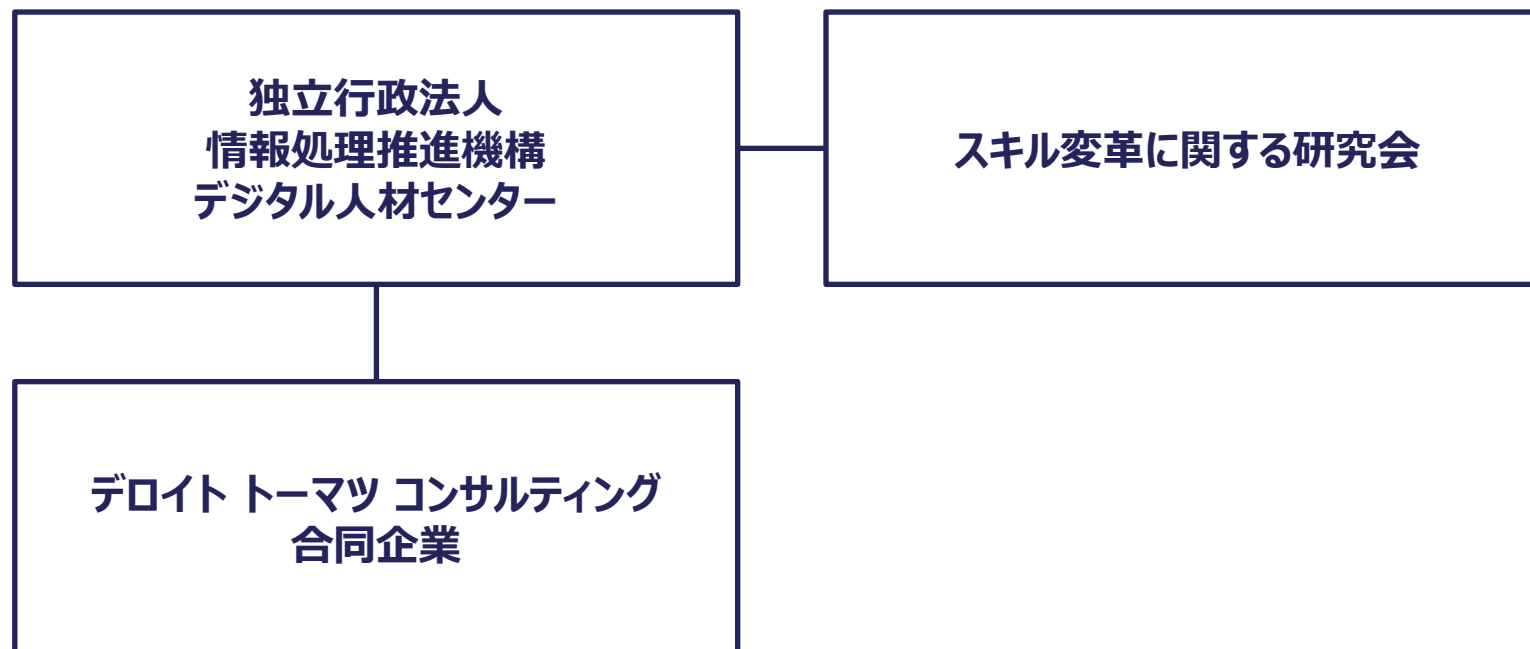 独立行政法人
情報処理推進機構
デジタル人材センター
スキル変革に関する研究会
デロイト トーマツ コンサルティング
合同企業